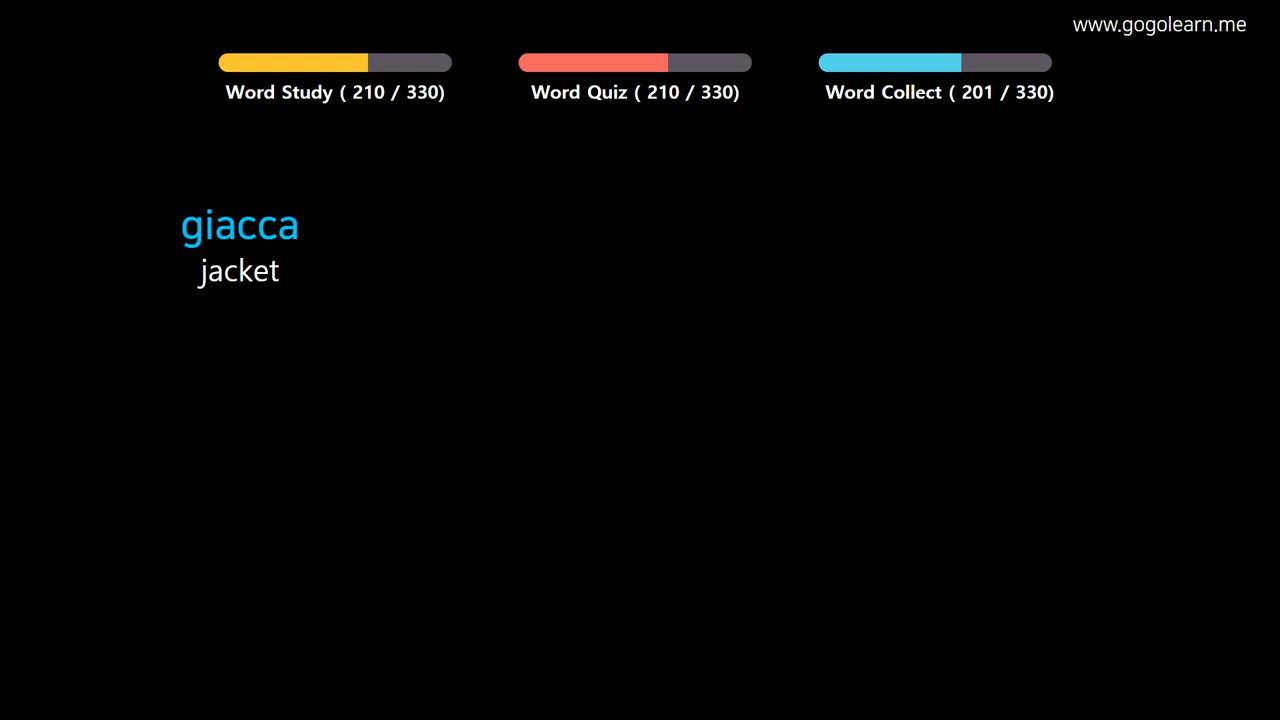 www.gogolearn.me
Word Study ( 210 / 330)
Word Quiz ( 210 / 330)
Word Collect ( 201 / 330)
giacca
jacket